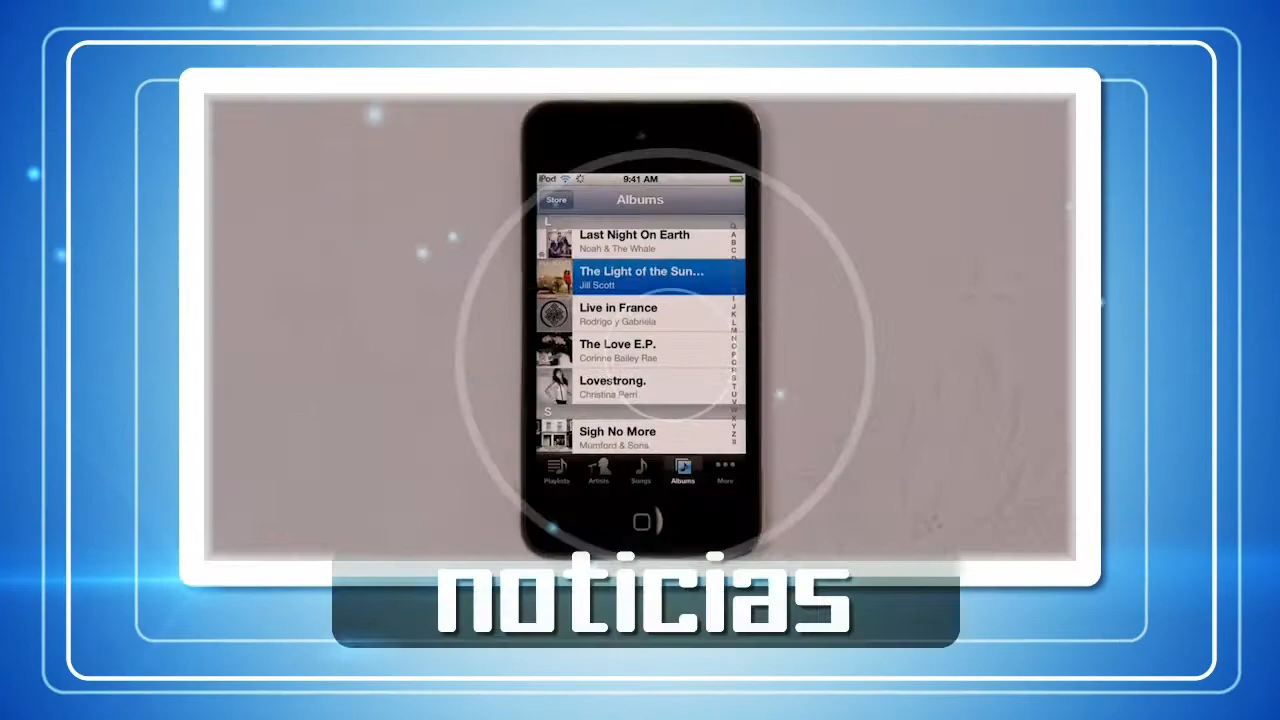 iPod 9:41 AM
Store Albums
L
Last Night On Earth
Noah & The Whale
The Light of the Sun...
Jill Scott
Live in France
Rodrigo y Gabriela
The Love E.P.
Corinne Bailey Rae
Lovestrong.
Christina Perri
S
Sigh No More
Mumford & Sons
Playlists Artists Songs Albums More
noticias